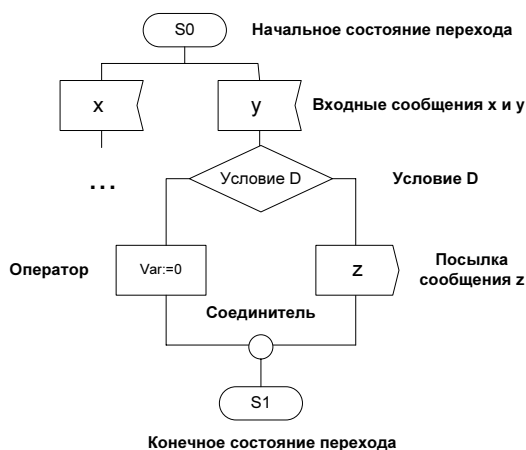 S0
Начальное состояние перехода
x
y
Входные сообщения x и y
...
Условие D
Условие D
Оператор
Var:=0
z
Посылка
сообщения z
Соединитель
S1
Конечное состояние перехода